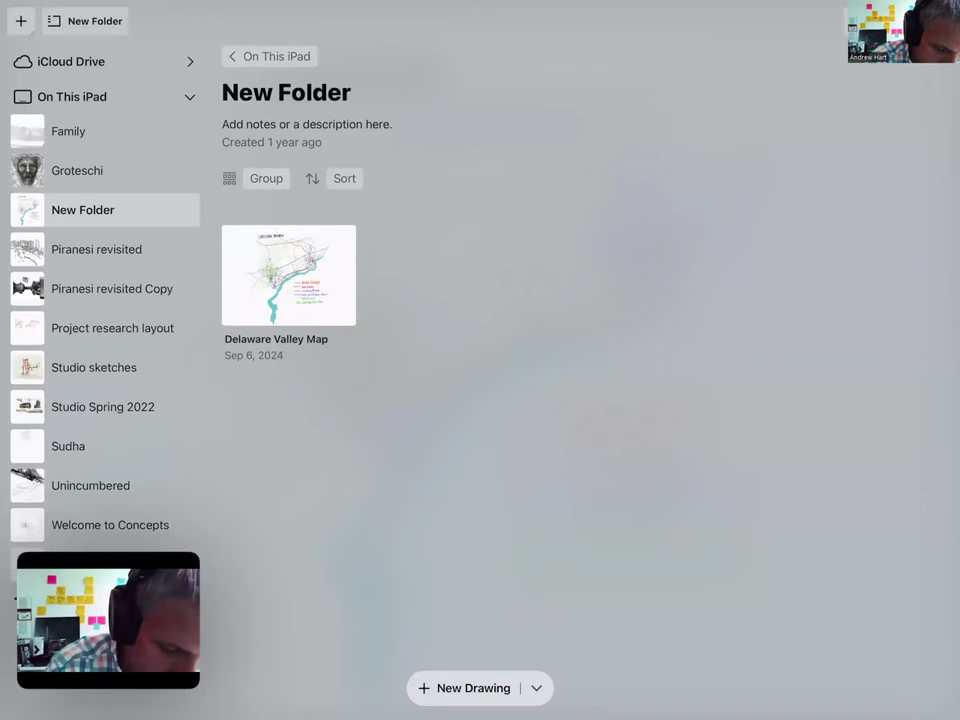 New Folder
Andrew Hart
iCloud Drive
On This iPad
On This iPad
New Folder
Family
Add notes or a description here.
Created 1 year ago
Groteschi
Group
Sort
New Folder
Piranesi revisited
Piranesi revisited Copy
Project research layout
Delaware Valley Map
Sep 6, 2024
Studio sketches
Studio Spring 2022
Sudha
Unincumbered
Welcome to Concepts
New Drawing